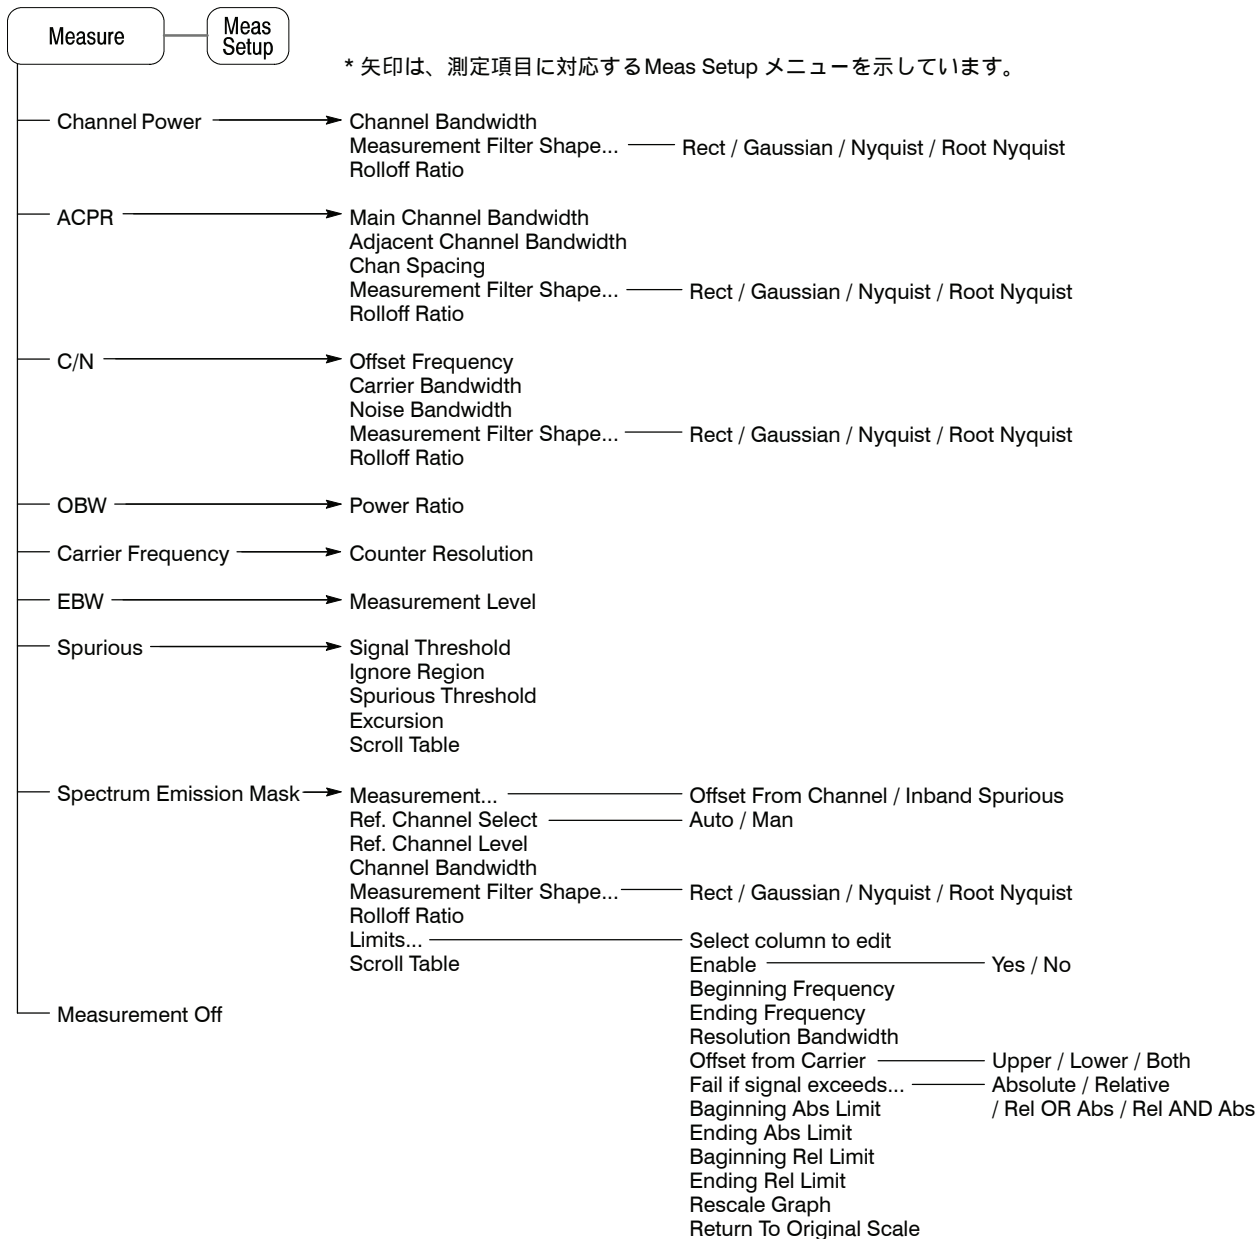 Measure
Meas
Setup
* 矢印は、測定項目に対応するMeas Setup メニューを示しています。
Channel Power
Channel Bandwidth
Measurement Filter Shape... Rect / Gaussian / Nyquist / Root Nyquist
Rolloff Ratio
ACPR
Main Channel Bandwidth
Adjacent Channel Bandwidth
Chan Spacing
Measurement Filter Shape... Rect / Gaussian / Nyquist / Root Nyquist
Rolloff Ratio
C/N
Offset Frequency
Carrier Bandwidth
Noise Bandwidth
Measurement Filter Shape... Rect / Gaussian / Nyquist / Root Nyquist
Rolloff Ratio
OBW
Power Ratio
Carrier Frequency
Counter Resolution
EBW
Measurement Level
Spurious
Signal Threshold
Ignore Region
Spurious Threshold
Excursion
Scroll Table
Spectrum Emission Mask
Measurement... Offset From Channel / Inband Spurious
Ref. Channel Select Auto / Man
Ref. Channel Level
Channel Bandwidth
Measurement Filter Shape... Rect / Gaussian / Nyquist / Root Nyquist
Rolloff Ratio
Limits... Select column to edit
Scroll Table
Enable Yes / No
Beginning Frequency
Ending Frequency
Resolution Bandwidth
Offset from Carrier Upper / Lower / Both
Fail if signal exceeds... Absolute / Relative
Baginning Abs Limit / Rel OR Abs / Rel AND Abs
Ending Abs Limit
Baginning Rel Limit
Ending Rel Limit
Rescale Graph
Return To Original Scale
Measurement Off